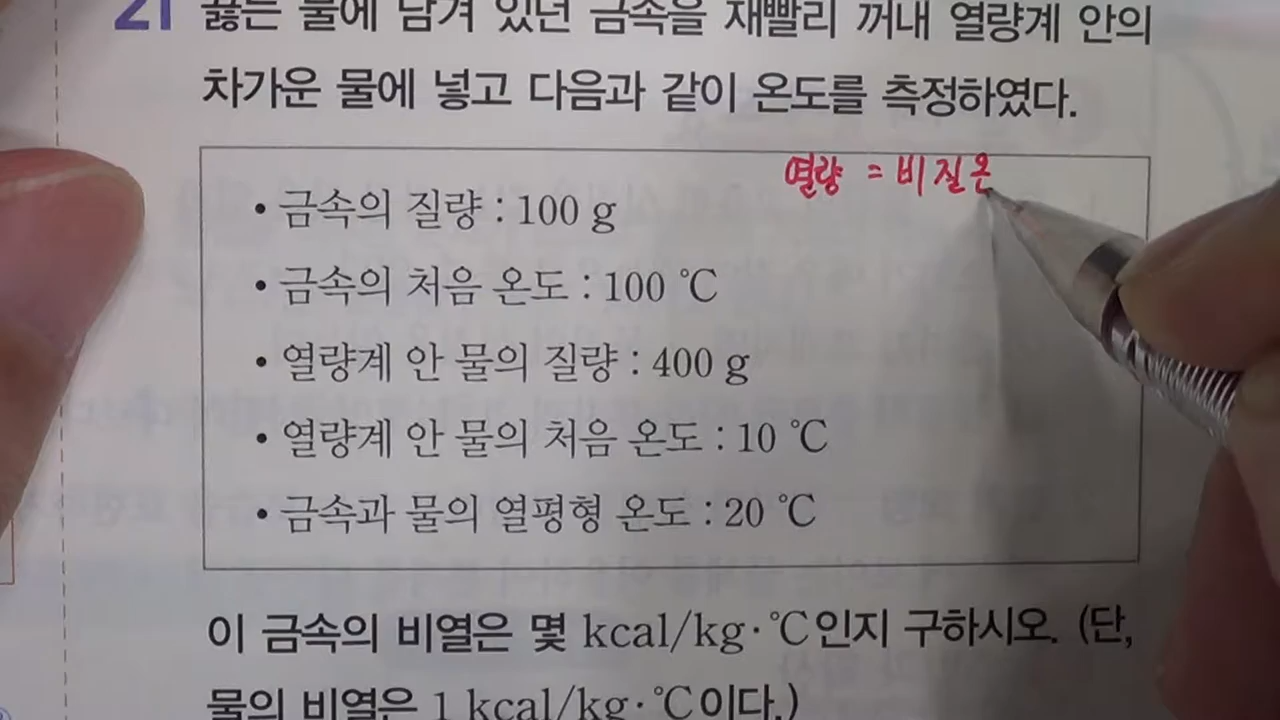 21 끓는 물에 담겨 있던 금속을 재빨리 꺼내 열량계 안의
차가운 물에 넣고 다음과 같이 온도를 측정하였다.
열량 = 비질온
• 금속의 질량 : 100 g
• 금속의 처음 온도 : 100 ℃
• 열량계 안 물의 질량 : 400 g
• 열량계 안 물의 처음 온도 : 10 ℃
• 금속과 물의 열평형 온도 : 20 ℃
이 금속의 비열은 몇 kcal/kg·℃인지 구하시오. (단,
물의 비열은 1 kcal/kg·℃이다.)